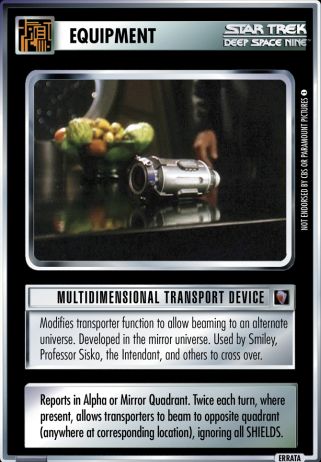 EQUIPMENT
STAR TREK
DEEP SPACE NINE™
NOT ENDORSED BY CBS OR PARAMOUNT PICTURES
MULTIDIMENSIONAL TRANSPORT DEVICE
Modifies transporter function to allow beaming to an alternate
universe. Developed in the mirror universe. Used by Smiley,
Professor Sisko, the Intendant, and others to cross over.
Reports in Alpha or Mirror Quadrant. Twice each turn, where
present, allows transporters to beam to opposite quadrant
(anywhere at corresponding location), ignoring all SHIELDS.
ERRATA